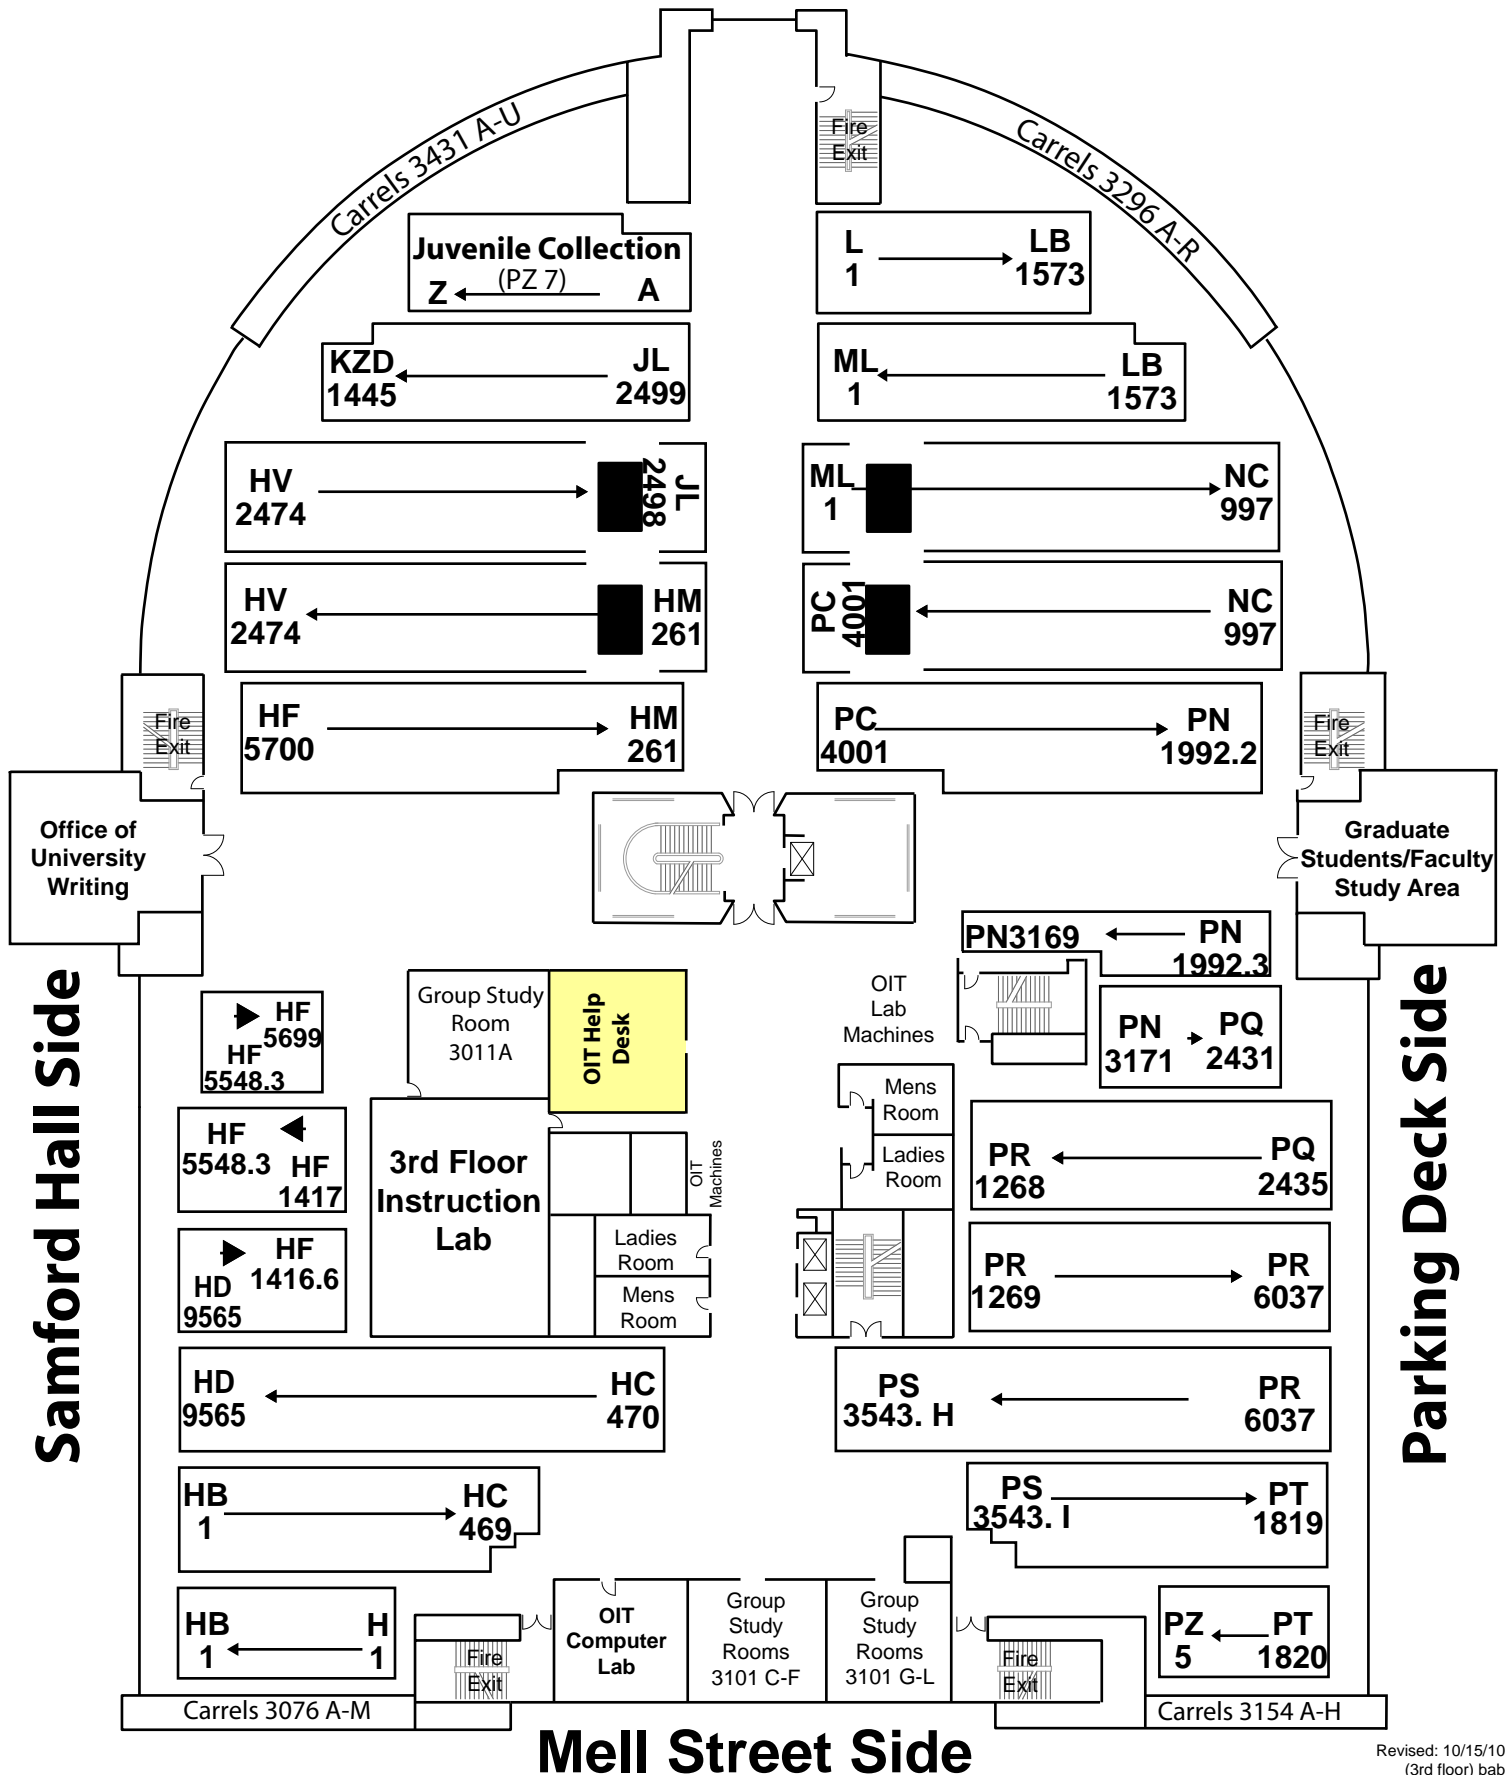 Carrels 3431 A-U
Fire
Exit
Carrels 3296 A-R
Juvenile Collection
(PZ 7)
Z
A
L
1
LB
1573
KZD
1445
JL
2499
ML
1
LB
1573
HV
2474
JL
2498
ML
1
NC
997
HV
2474
HM
261
PC
4001
NC
997
HF
5700
HM
261
PC
4001
PN
1992.2
Fire
Exit
Fire
Exit
Office of
University
Writing
Graduate
Students/Faculty
Study Area
PN3169
PN
1992.3
Samford Hall Side
Parking Deck Side
HF
5699
HF
5548.3
Group Study
Room
3011A
OIT Help
Desk
OIT
Lab
Machines
PN
3171
PQ
2431
Mens
Room
Ladies
Room
HF
5548.3
HF
1417
3rd Floor
Instruction
Lab
OIT
Machines
PR
1268
PQ
2435
HF
1416.6
HD
9565
Ladies
Room
Mens
Room
PR
1269
PR
6037
HD
9565
HC
470
PS
3543. H
PR
6037
HB
1
HC
469
PS
3543. I
PT
1819
HB
1
H
1
Fire
Exit
OIT
Computer
Lab
Group
Study
Rooms
3101 C-F
Group
Study
Rooms
3101 G-L
Fire
Exit
PZ
5
PT
1820
Carrels 3076 A-M
Carrels 3154 A-H
Mell Street Side
Revised: 10/15/10
(3rd floor) bab